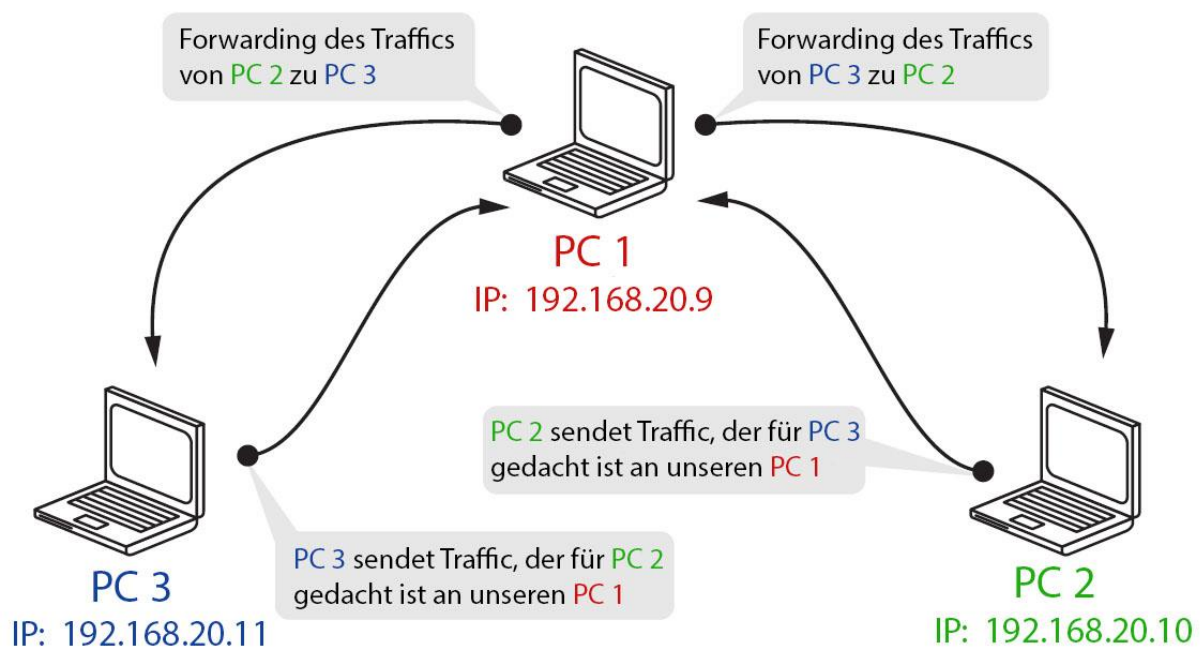 Forwarding des Traffics
von PC 2 zu PC 3
Forwarding des Traffics
von PC 3 zu PC 2
PC 1
IP: 192.168.20.9
PC 2 sendet Traffic, der für PC 3
gedacht ist an unseren PC 1
PC 3 sendet Traffic, der für PC 2
gedacht ist an unseren PC 1
PC 3
IP: 192.168.20.11
PC 2
IP: 192.168.20.10